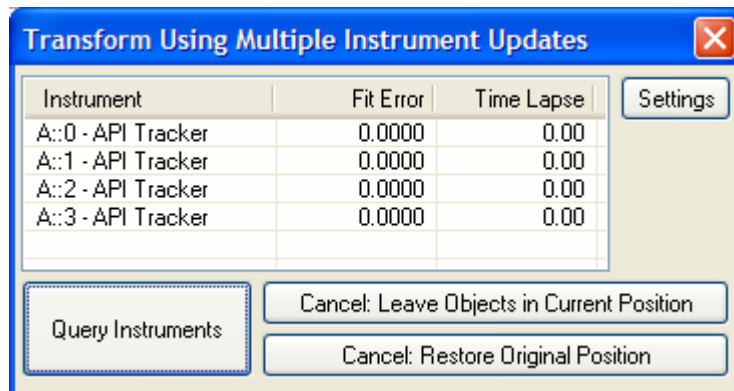 Transform Using Multiple Instrument Updates
Instrument Fit Error Time Lapse Settings
A::0 - API Tracker 0.0000 0.00
A::1 - API Tracker 0.0000 0.00
A::2 - API Tracker 0.0000 0.00
A::3 - API Tracker 0.0000 0.00
Query Instruments
Cancel: Leave Objects in Current Position
Cancel: Restore Original Position